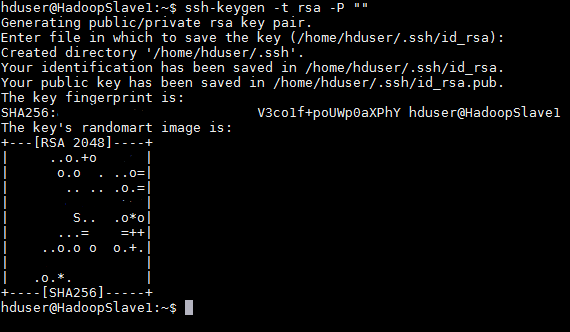 hduser@HadoopSlave1:~$ ssh-keygen -t rsa -P ""
Generating public/private rsa key pair.
Enter file in which to save the key (/home/hduser/.ssh/id_rsa):
Created directory '/home/hduser/.ssh'.
Your identification has been saved in /home/hduser/.ssh/id_rsa.
Your public key has been saved in /home/hduser/.ssh/id_rsa.pub.
The key fingerprint is:
SHA256:                          V3co1f+poUWp0aXPhY hduser@HadoopSlave1
The key's randomart image is:
+---[RSA 2048]----+
|     ..o.+o      |
|      o.o  . ..o=|
|       .. .. .o.=|
|              .. |
|        S..  .o*o|
|      ...=    =++|
|    ..o.o o  o.+.|
|                 |
|   .o.*.         |
+----[SHA256]-----+
hduser@HadoopSlave1:~$